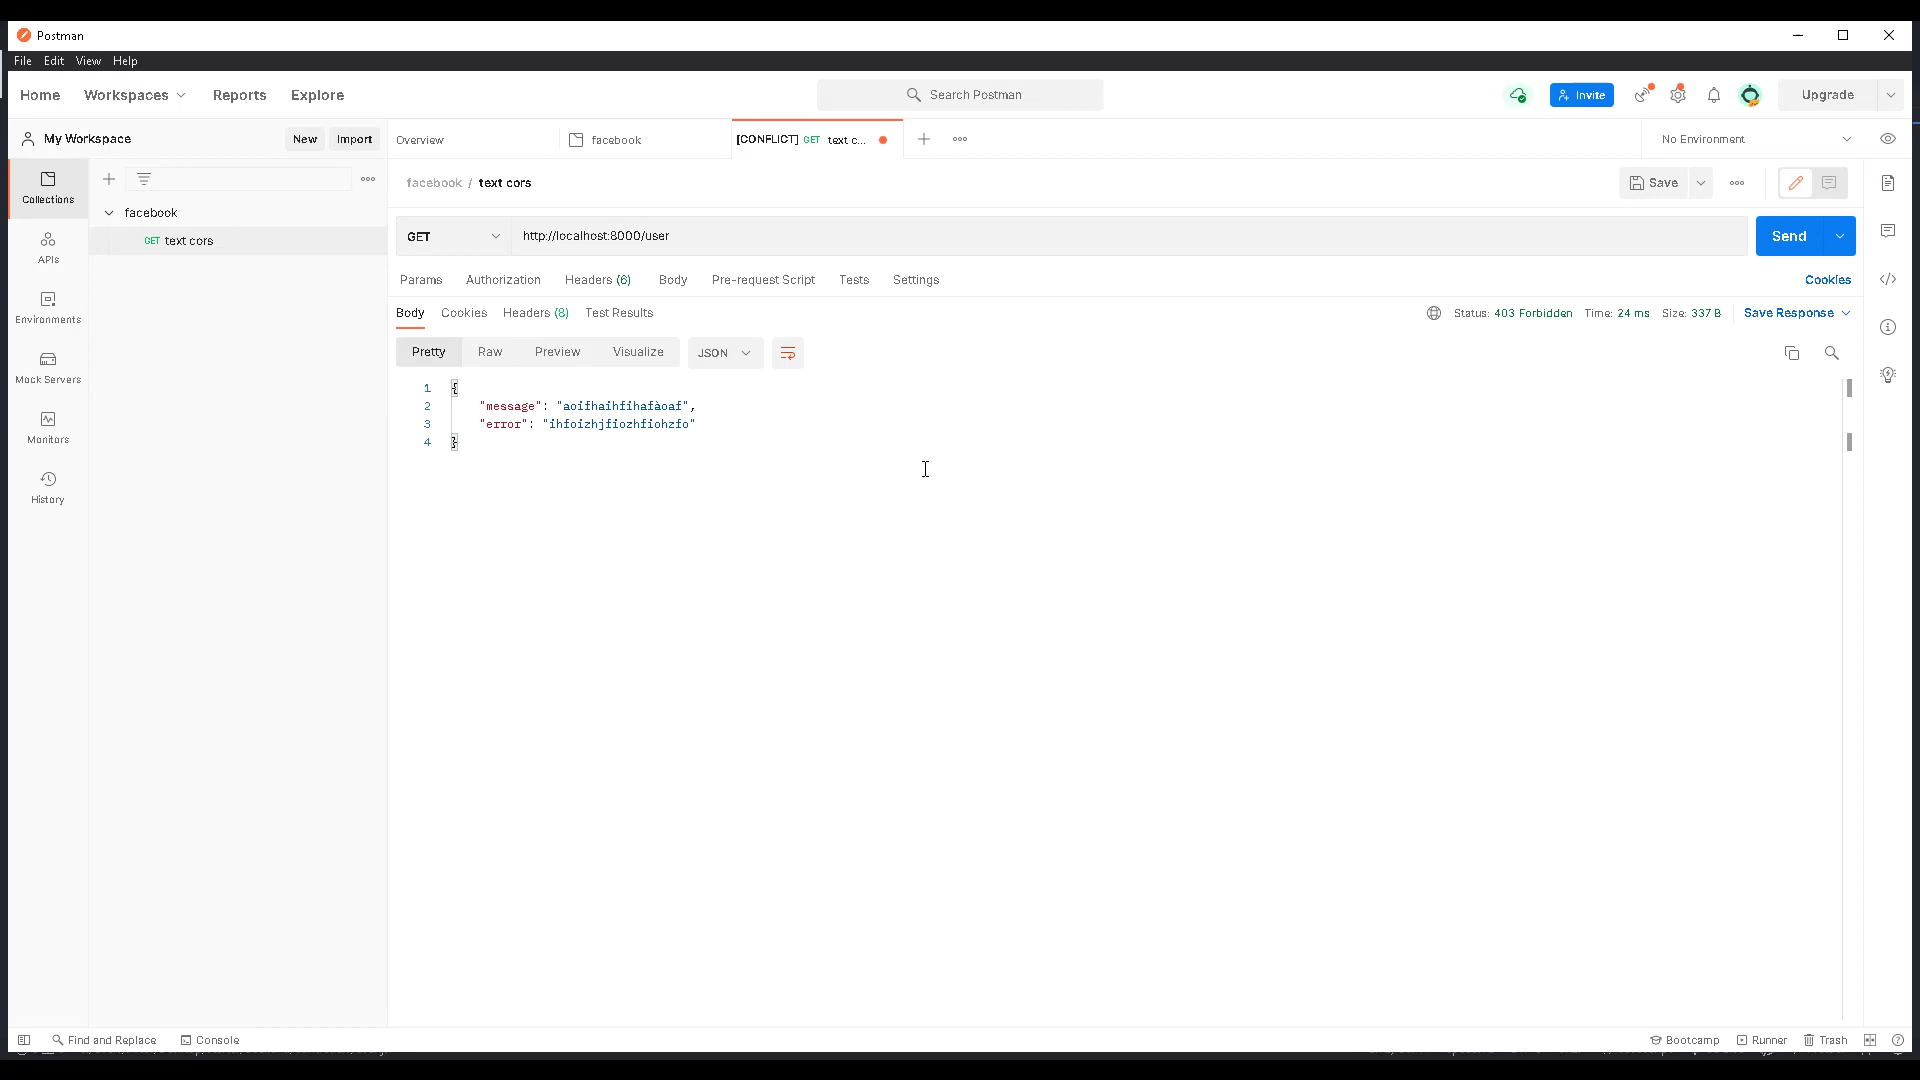 Postman
File Edit View Help
Home Workspaces Reports Explore Search Postman Invite Upgrade
My Workspace New Import Overview facebook [CONFLICT] GET text c... No Environment
facebook / text cors Save
Collections
facebook
GET text cors
GET http://localhost:8000/user Send
APIs
Params Authorization Headers (6) Body Pre-request Script Tests Settings Cookies
Environments
Body Cookies Headers (8) Test Results Status: 403 Forbidden Time: 24 ms Size: 337 B Save Response
Pretty Raw Preview Visualize JSON
Mock Servers
1 {
2 "message": "aoifhaihfihafàoaf",
3 "error": "ihfoizhjfiozhfiohzfo"
4 }
Monitors
History
Find and Replace Console Bootcamp Runner Trash